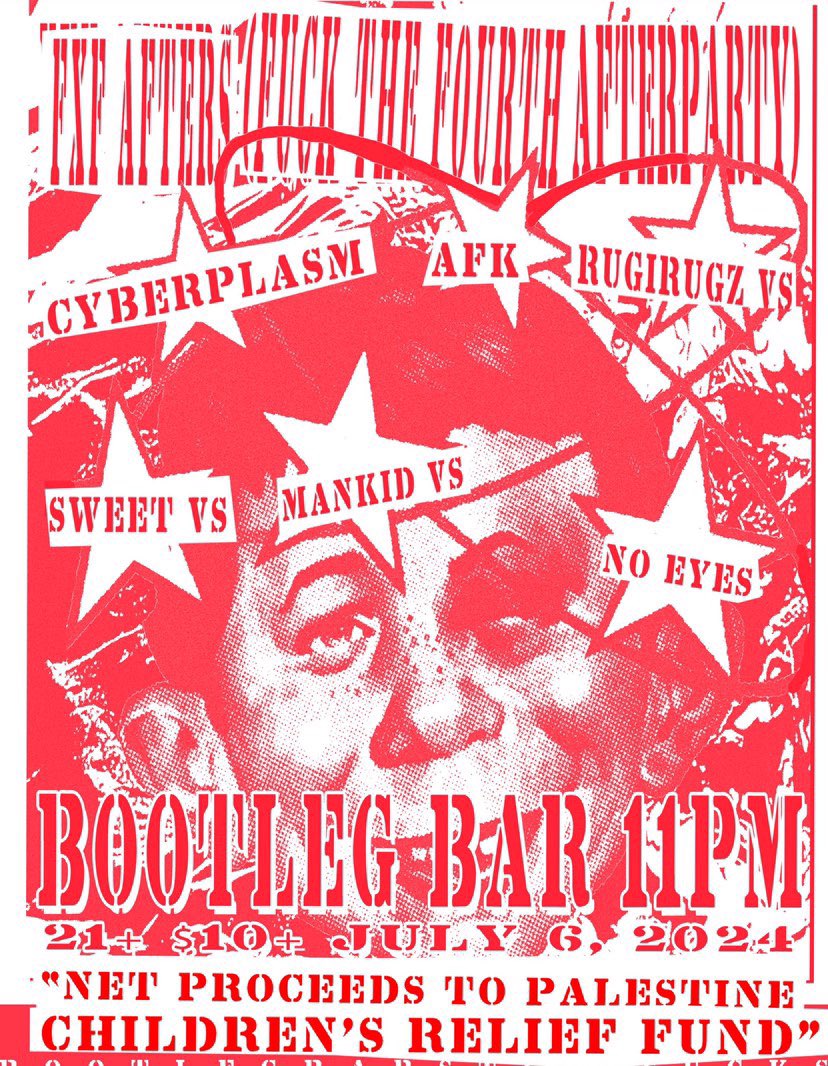 FXF AFTERS (FUCK THE FOURTH AFTERPARTY)
CYBERPLASM
AFK
RUGIRUGZ VS
SWEET VS
MANKID VS
NO EYES
BOOTLEG BAR 11PM
21+ $10+ JULY 6, 2024
"NET PROCEEDS TO PALESTINE
CHILDREN'S RELIEF FUND"